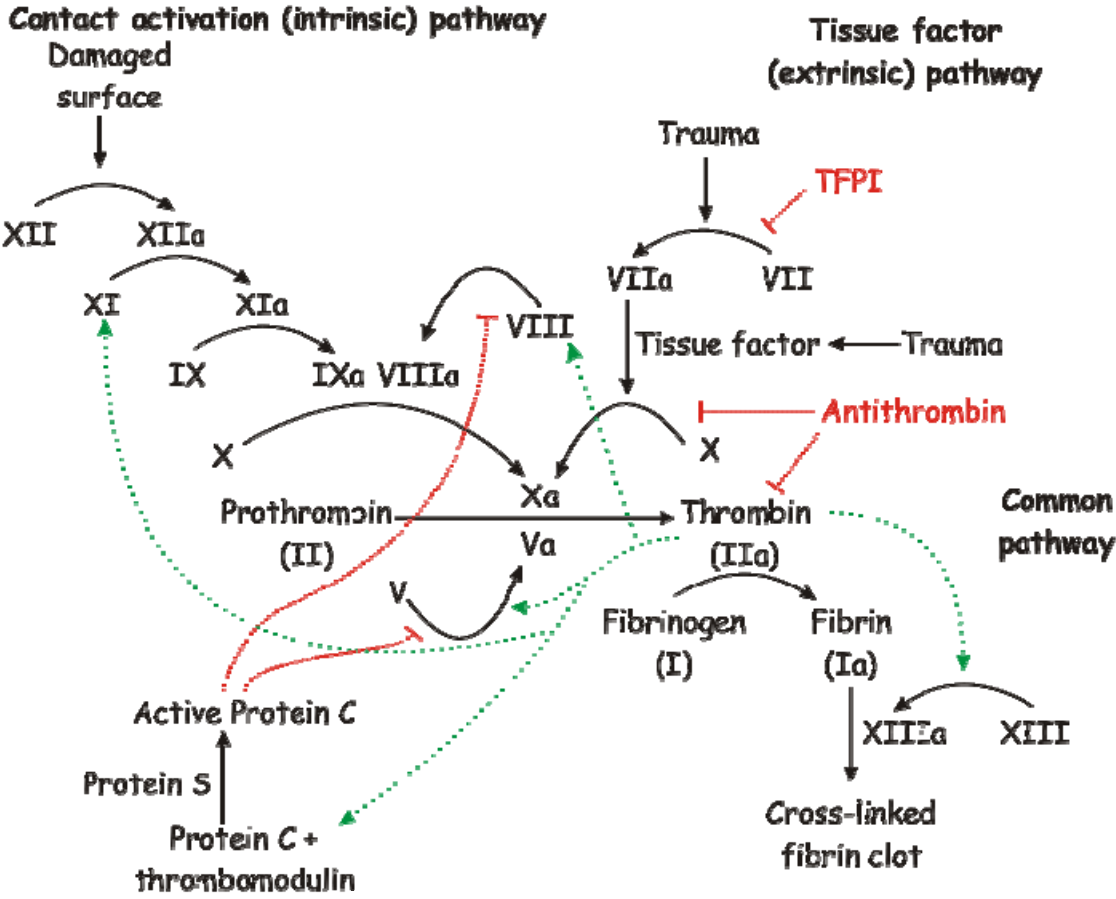 Contact activation (intrinsic) pathway
Damaged
surface
Tissue factor
(extrinsic) pathway
Trauma
TFPI
XII
XIIa
VIIa
VII
XI
XIa
VIII
Tissue factor
Trauma
IX
IXa
VIIIa
Antithrombin
X
X
Xa
Prothrombin
(II)
Thrombin
(IIa)
Common
pathway
Va
V
Fibrinogen
(I)
Fibrin
(Ia)
Active Protein C
XIIIa
XIII
Protein S
Protein C +
thrombomodulin
Cross-linked
fibrin clot